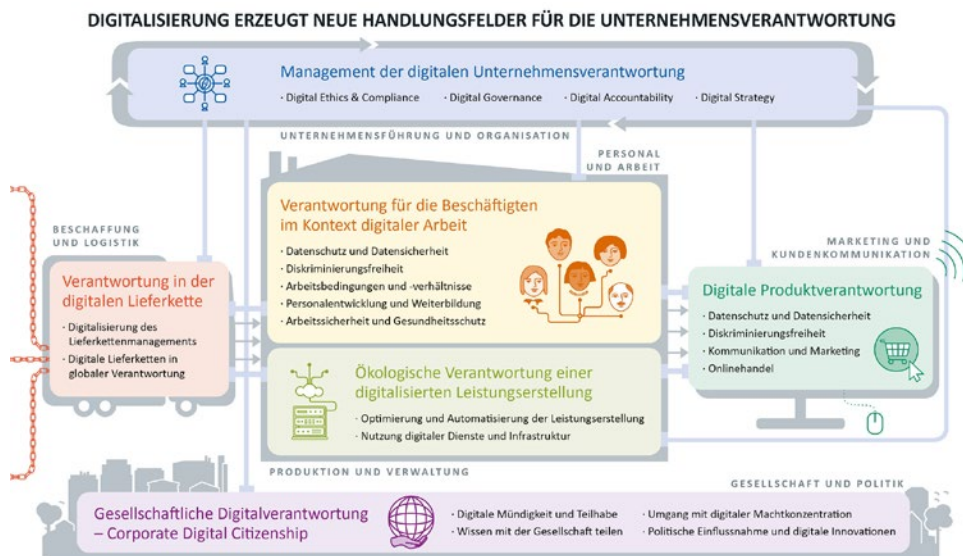 DIGITALISIERUNG ERZEUGT NEUE HANDLUNGSFELDER FÜR DIE UNTERNEHMENSVERANTWORTUNG
Management der digitalen Unternehmensverantwortung
· Digital Ethics & Compliance · Digital Governance · Digital Accountability · Digital Strategy
UNTERNEHMENSFÜHRUNG UND ORGANISATION
PERSONAL
UND ARBEIT
Verantwortung für die Beschäftigten
im Kontext digitaler Arbeit
· Datenschutz und Datensicherheit
· Diskriminierungsfreiheit
· Arbeitsbedingungen und -verhältnisse
· Personalentwicklung und Weiterbildung
· Arbeitssicherheit und Gesundheitsschutz
BESCHAFFUNG
UND LOGISTIK
Verantwortung in der
digitalen Lieferkette
· Digitalisierung des
Lieferkettenmanagements
· Digitale Lieferketten in
globaler Verantwortung
MARKETING UND
KUNDENKOMMUNIKATION
Digitale Produktverantwortung
· Datenschutz und Datensicherheit
· Diskriminierungsfreiheit
· Kommunikation und Marketing
· Onlinehandel
Ökologische Verantwortung einer
digitalisierten Leistungserstellung
· Optimierung und Automatisierung der Leistungserstellung
· Nutzung digitaler Dienste und Infrastruktur
PRODUKTION UND VERWALTUNG
GESELLSCHAFT UND POLITIK
Gesellschaftliche Digitalverantwortung
– Corporate Digital Citizenship
· Digitale Mündigkeit und Teilhabe
· Wissen mit der Gesellschaft teilen
· Umgang mit digitaler Machtkonzentration
· Politische Einflussnahme und digitale Innovationen